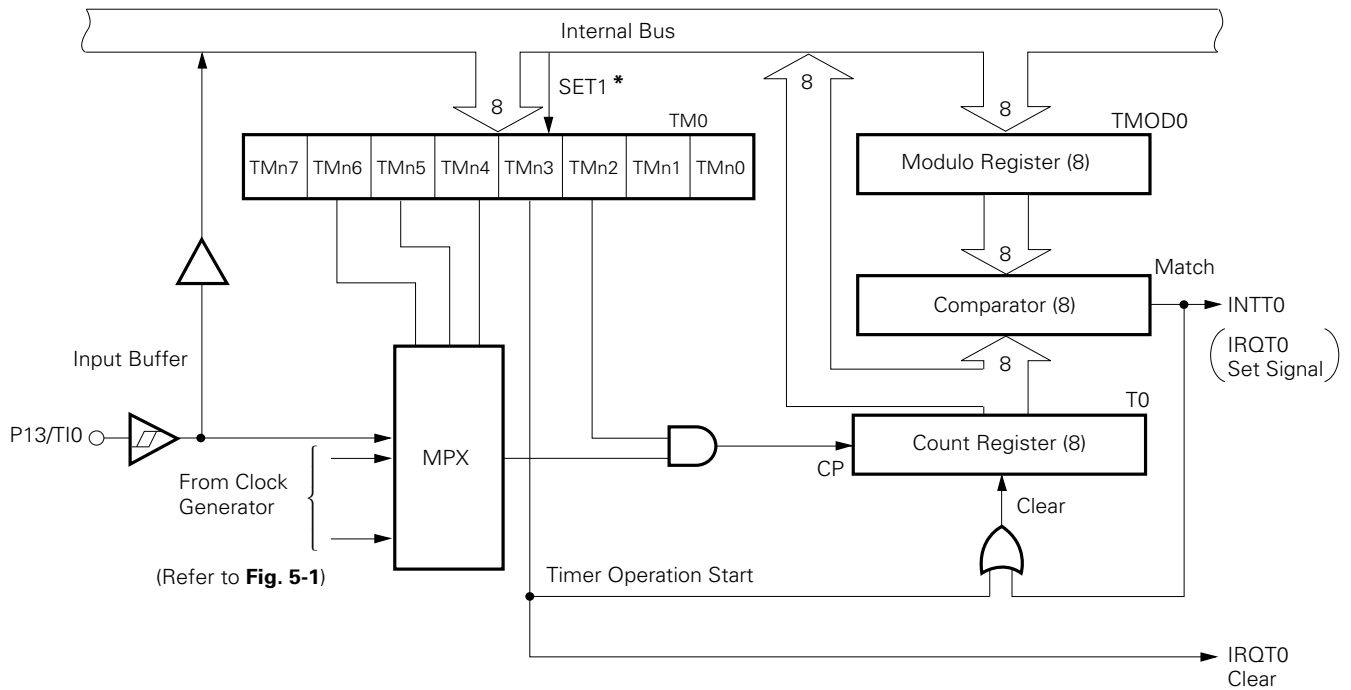 Internal Bus
8
SET1 *
8
8
TM0
TMOD0
TMn7 TMn6 TMn5 TMn4 TMn3 TMn2 TMn1 TMn0
Modulo Register (8)
8
Match
Comparator (8)
INTT0
(IRQT0
Set Signal)
Input Buffer
8
T0
P13/TI0
MPX
Count Register (8)
CP
From Clock
Generator
Clear
(Refer to Fig. 5-1)
Timer Operation Start
IRQT0
Clear